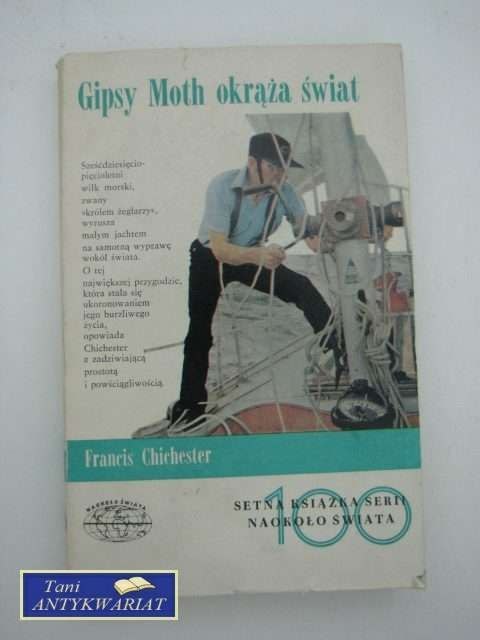 Gipsy Moth okrąża świat
Sześćdziesięcio-
pięcioletni
wilk morski,
zwany
»królem żeglarzy«,
wyrusza
małym jachtem
na samotną wyprawę
wokół świata.
O tej
największej przygodzie,
która stała się
ukoronowaniem
jego burzliwego
życia,
opowiada
Chichester
z zadziwiającą
prostotą
i powściągliwością.
Francis Chichester
NAOKOŁO ŚWIATA
100
SETNA KSIĄŻKA SERII
NAOKOŁO ŚWIATA
Tani
ANTYKWARIAT